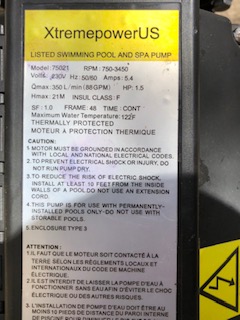 XtremepowerUS
LISTED SWIMMING POOL AND SPA PUMP
Model: 75021 RPM: 750-3450
Volts: 230V Hz: 50/60 Amps: 5.4
Qmax: 350 L/min (88GPM) HP: 1.5
Fmax: 21M INSUL CLASS: F
SF: 1.0 FRAME: 48 TIME: CONT
Maximum Water Temperature: 122F
THERMALLY PROTECTED
MOTEUR À PROTECTION THERMIQUE
CAUTION:
1.MOTOR MUST BE GROUNDED IN ACCORDANCE
WITH LOCAL AND NATIONAL ELECTRICAL CODES.
2.TO PREVENT ELECTRICAL SHOCK OR INJURY, DO
NOT RUN PUMP DRY.
3.TO REDUCE THE RISK OF ELECTRIC SHOCK,
INSTALL AT LEAST 10 FEET FROM THE INSIDE
WALLS OF A POOL DO NOT USE AN EXTENSION
CORD.
4.THIS PUMP IS FOR USE WITH PERMANENTLY-
INSTALLED POOLS ONLY-DO NOT USE WITH
STORABLE POOLS.
5.ENCLOSURE TYPE 3
ATTENTION:
1.IL FAUT QUE LE MOTEUR SOIT CONTACTÉ À LA
TERRE SELON LES RÈGLEMENTS LOCAUX ET
INTERNATIONAUX DU CODE DE MACHINE
ÉLECTRIQUE.
2.IL EST INTERDIT DE LAISSER LA POMPE D'EAU À
FONCTIONNER SANS EAU AFIN D'ÉVITER LE CHOC
ÉLECTRIQUE OU DES AUTRES RISQUES.
3.L'INSTALLATION DE POMPE D'EAU DOIT ÊTRE AU
MOINS 10 PIEDS DE DISTANCE DU PAROI INTERNE